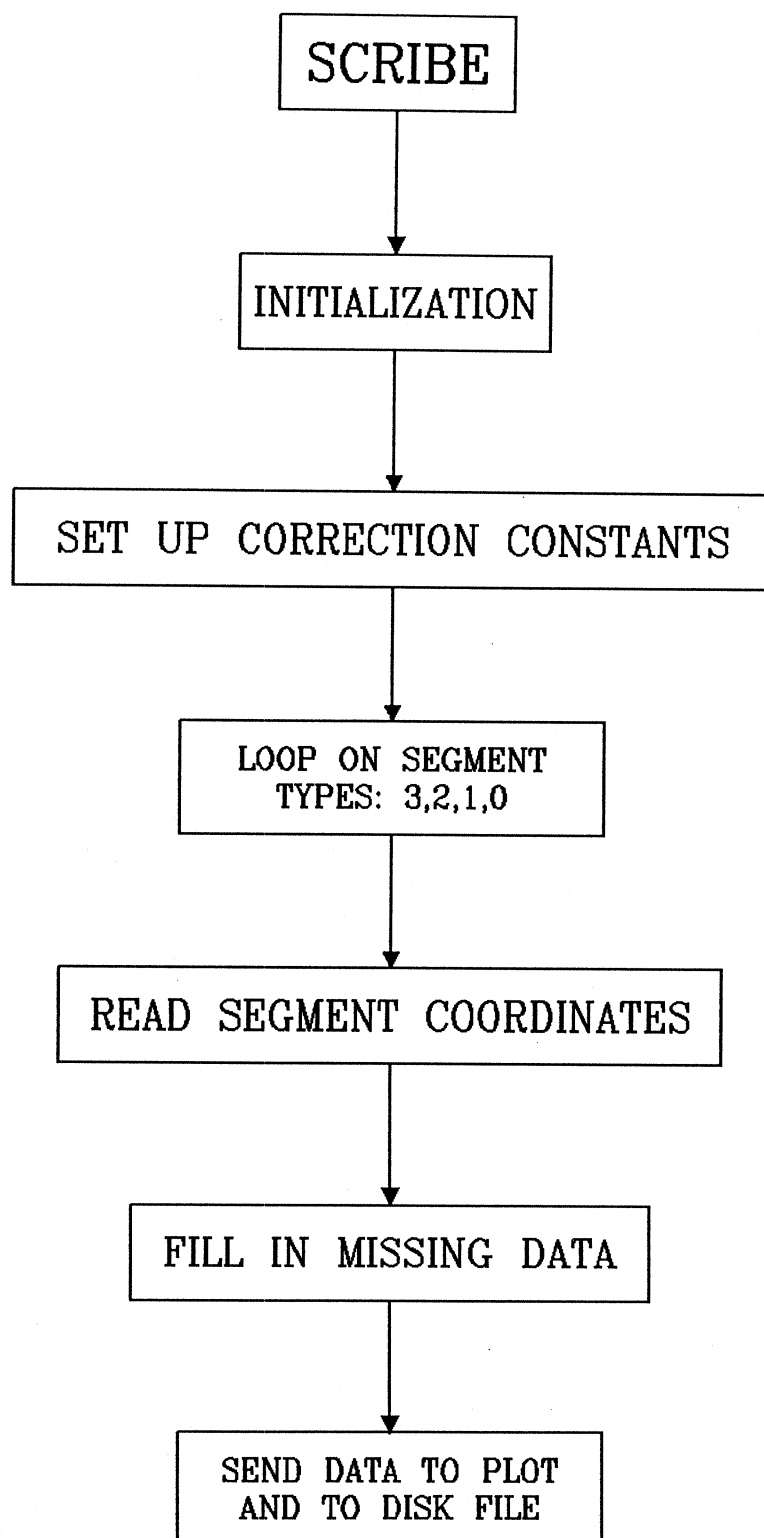 SCRIBE
INITIALIZATION
SET UP CORRECTION CONSTANTS
LOOP ON SEGMENT
TYPES: 3,2,1,0
READ SEGMENT COORDINATES
FILL IN MISSING DATA
SEND DATA TO PLOT
AND TO DISK FILE